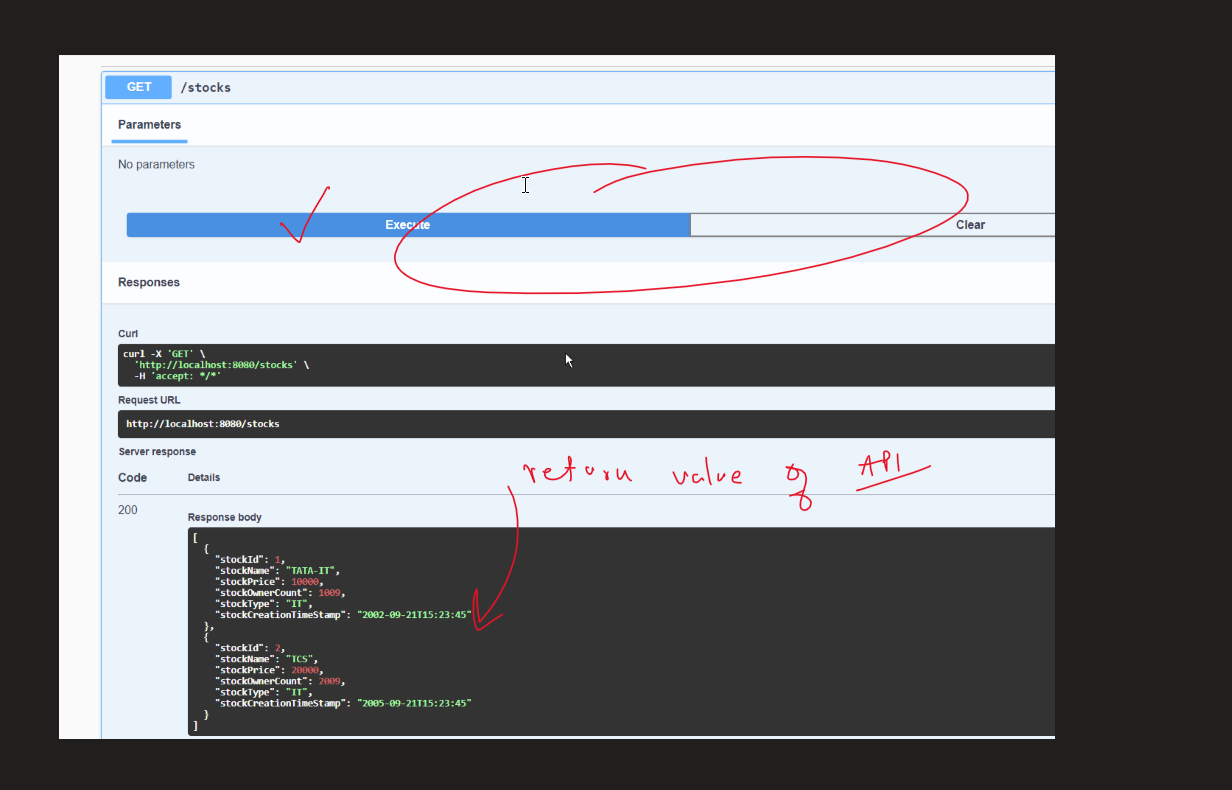 GET /stocks
Parameters
No parameters
Execute Clear
Responses
Curl
curl -X 'GET' \
'http://localhost:8080/stocks' \
-H 'accept: */*'
Request URL
http://localhost:8080/stocks
Server response
Code Details
return value of API
200
Response body
[
{
"stockId": 1,
"stockName": "TATA-IT",
"stockPrice": 10000,
"stockOwnerCount": 1009,
"stockType": "IT",
"stockCreationTimeStamp": "2002-09-21T15:23:45"
},
{
"stockId": 2,
"stockName": "TCS",
"stockPrice": 20000,
"stockOwnerCount": 2009,
"stockType": "IT",
"stockCreationTimeStamp": "2005-09-21T15:23:45"
}
]